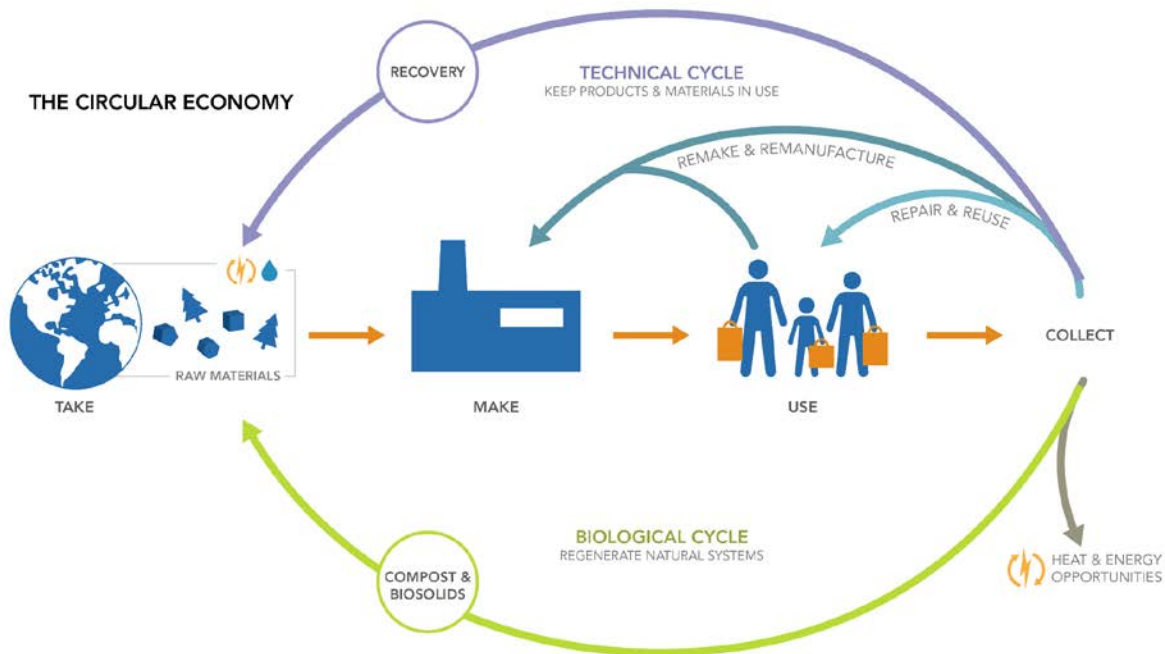 RECOVERY
TECHNICAL CYCLE
KEEP PRODUCTS & MATERIALS IN USE
THE CIRCULAR ECONOMY
REMAKE & REMANUFACTURE
REPAIR & REUSE
RAW MATERIALS
COLLECT
TAKE
MAKE
USE
BIOLOGICAL CYCLE
REGENERATE NATURAL SYSTEMS
COMPOST &
BIOSOLIDS
HEAT & ENERGY
OPPORTUNITIES